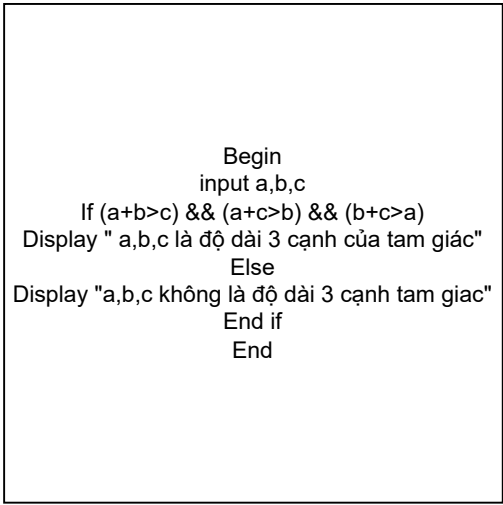 Begin
input a,b,c
If (a+b>c) && (a+c>b) && (b+c>a)
Display " a,b,c là độ dài 3 cạnh của tam giác"
Else
Display "a,b,c không là độ dài 3 cạnh tam giac"
End if
End